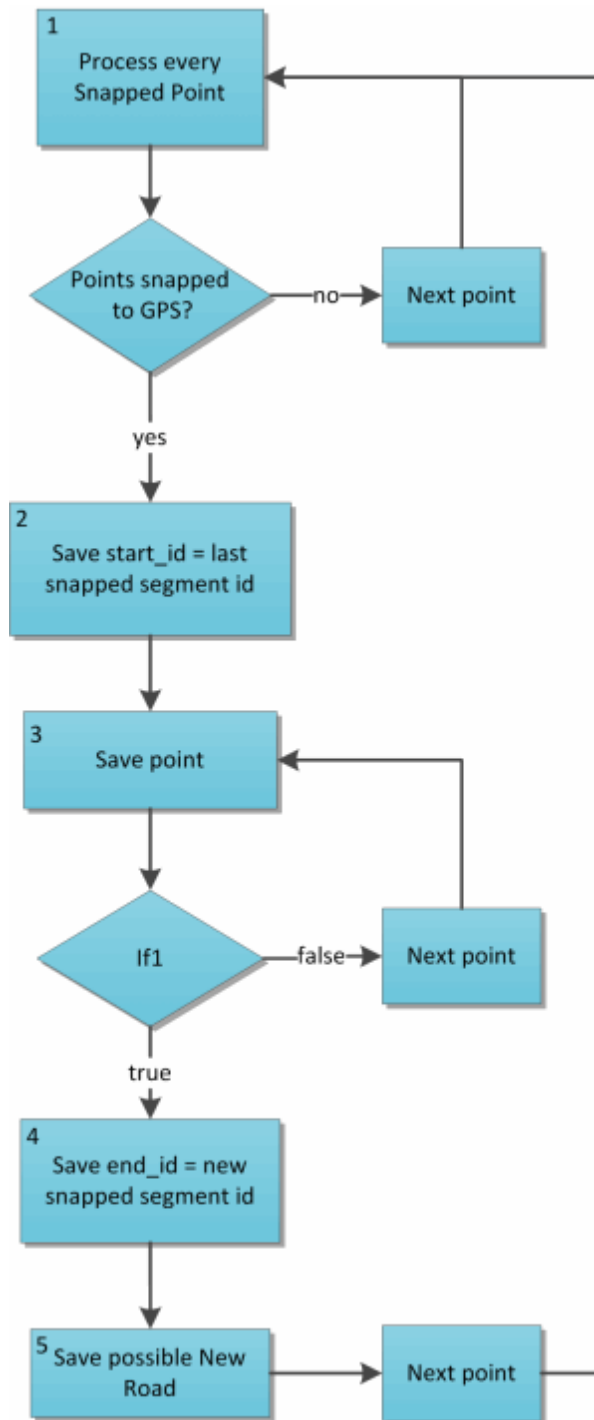 1
Process every
Snapped Point
Points snapped
to GPS?
no
Next point
yes
2
Save start_id = last
snapped segment id
3
Save point
If1
false
Next point
true
4
Save end_id = new
snapped segment id
5
Save possible New
Road
Next point